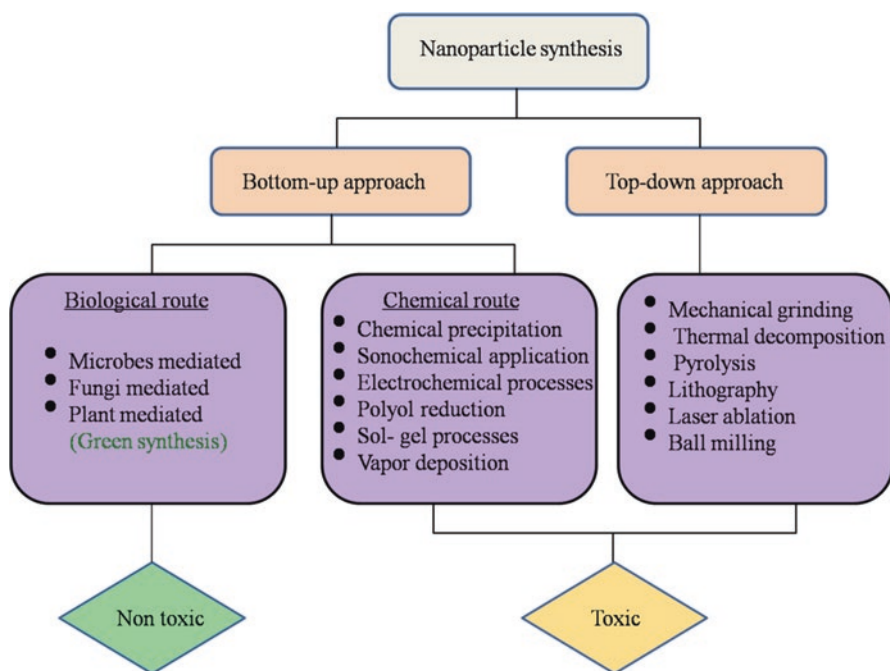 Nanoparticle synthesis
Bottom-up approach
Top-down approach
Biological route
• Microbes mediated
• Fungi mediated
• Plant mediated
(Green synthesis)
Chemical route
• Chemical precipitation
• Sonochemical application
• Electrochemical processes
• Polyol reduction
• Sol- gel processes
• Vapor deposition
• Mechanical grinding
• Thermal decomposition
• Pyrolysis
• Lithography
• Laser ablation
• Ball milling
Non toxic
Toxic